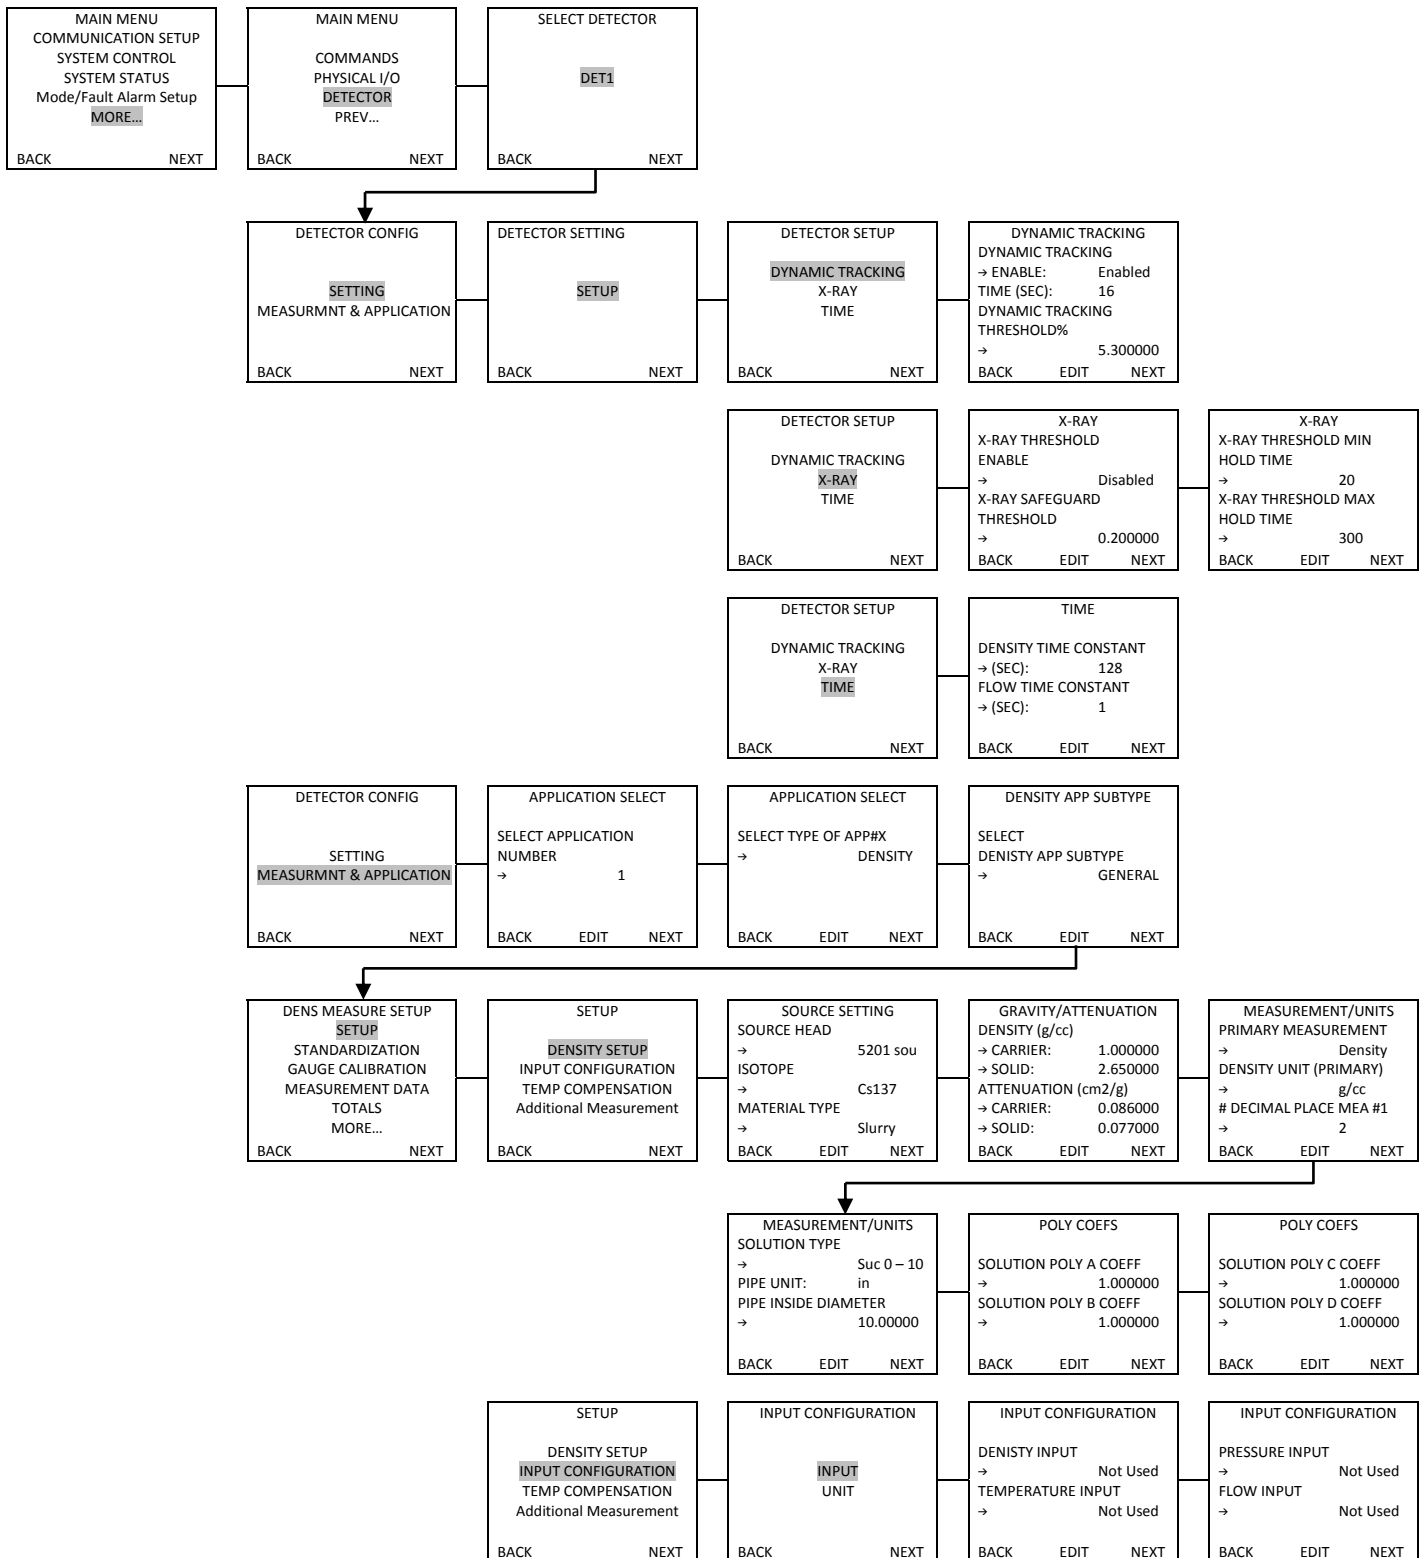 MAIN MENU
COMMUNICATION SETUP
SYSTEM CONTROL
SYSTEM STATUS
Mode/Fault Alarm Setup
MORE...
BACK NEXT
MAIN MENU
COMMANDS
PHYSICAL I/O
DETECTOR
PREV...
BACK NEXT
SELECT DETECTOR
DET1
BACK NEXT
DETECTOR CONFIG
SETTING
MEASURMNT & APPLICATION
BACK NEXT
DETECTOR SETTING
SETUP
BACK NEXT
DETECTOR SETUP
DYNAMIC TRACKING
X-RAY
TIME
BACK NEXT
DYNAMIC TRACKING
DYNAMIC TRACKING
→ ENABLE: Enabled
TIME (SEC): 16
DYNAMIC TRACKING
THRESHOLD%
→ 5.300000
BACK EDIT NEXT
DETECTOR SETUP
DYNAMIC TRACKING
X-RAY
TIME
BACK NEXT
X-RAY
X-RAY THRESHOLD
ENABLE
→ Disabled
X-RAY SAFEGUARD
THRESHOLD
→ 0.200000
BACK EDIT NEXT
X-RAY
X-RAY THRESHOLD MIN
HOLD TIME
→ 20
X-RAY THRESHOLD MAX
HOLD TIME
→ 300
BACK EDIT NEXT
DETECTOR SETUP
DYNAMIC TRACKING
X-RAY
TIME
BACK NEXT
TIME
DENSITY TIME CONSTANT
→ (SEC): 128
FLOW TIME CONSTANT
→ (SEC): 1
BACK EDIT NEXT
DETECTOR CONFIG
SETTING
MEASURMNT & APPLICATION
BACK NEXT
APPLICATION SELECT
SELECT APPLICATION
NUMBER
→ 1
BACK EDIT NEXT
APPLICATION SELECT
SELECT TYPE OF APP#X
→ DENSITY
BACK EDIT NEXT
DENSITY APP SUBTYPE
SELECT
DENISTY APP SUBTYPE
→ GENERAL
BACK EDIT NEXT
DENS MEASURE SETUP
SETUP
STANDARDIZATION
GAUGE CALIBRATION
MEASUREMENT DATA
TOTALS
MORE...
BACK NEXT
SETUP
DENSITY SETUP
INPUT CONFIGURATION
TEMP COMPENSATION
Additional Measurement
BACK NEXT
SOURCE SETTING
SOURCE HEAD
→ 5201 sou
ISOTOPE
→ Cs137
MATERIAL TYPE
→ Slurry
BACK EDIT NEXT
GRAVITY/ATTENUATION
DENSITY (g/cc)
→ CARRIER: 1.000000
→ SOLID: 2.650000
ATTENUATION (cm2/g)
→ CARRIER: 0.086000
→ SOLID: 0.077000
BACK EDIT NEXT
MEASUREMENT/UNITS
PRIMARY MEASUREMENT
→ Density
DENSITY UNIT (PRIMARY)
→ g/cc
# DECIMAL PLACE MEA #1
→ 2
BACK EDIT NEXT
MEASUREMENT/UNITS
SOLUTION TYPE
→ Suc 0 – 10
PIPE UNIT: in
PIPE INSIDE DIAMETER
→ 10.00000
BACK EDIT NEXT
POLY COEFS
SOLUTION POLY A COEFF
→ 1.000000
SOLUTION POLY B COEFF
→ 1.000000
BACK EDIT NEXT
POLY COEFS
SOLUTION POLY C COEFF
→ 1.000000
SOLUTION POLY D COEFF
→ 1.000000
BACK EDIT NEXT
SETUP
DENSITY SETUP
INPUT CONFIGURATION
TEMP COMPENSATION
Additional Measurement
BACK NEXT
INPUT CONFIGURATION
INPUT
UNIT
BACK NEXT
INPUT CONFIGURATION
DENISTY INPUT
→ Not Used
TEMPERATURE INPUT
→ Not Used
BACK EDIT NEXT
INPUT CONFIGURATION
PRESSURE INPUT
→ Not Used
FLOW INPUT
→ Not Used
BACK EDIT NEXT